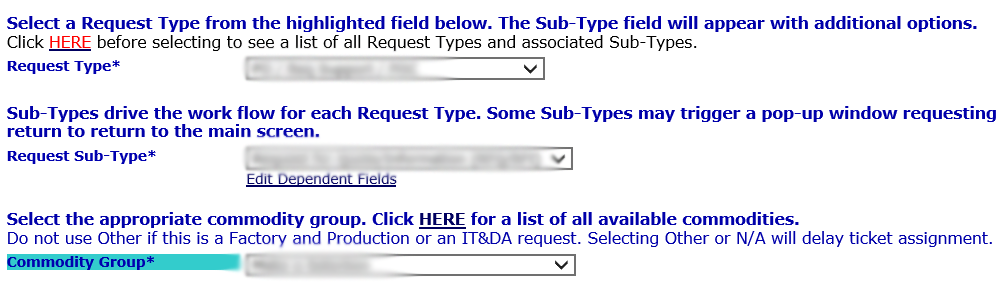 Select a Request Type from the highlighted field below. The Sub-Type field will appear with additional options.
Click HERE before selecting to see a list of all Request Types and associated Sub-Types.
Request Type*
Sub-Types drive the work flow for each Request Type. Some Sub-Types may trigger a pop-up window requesting
return to return to the main screen.
Request Sub-Type*
Edit Dependent Fields
Select the appropriate commodity group. Click HERE for a list of all available commodities.
Do not use Other if this is a Factory and Production or an IT&DA request. Selecting Other or N/A will delay ticket assignment.
Commodity Group*